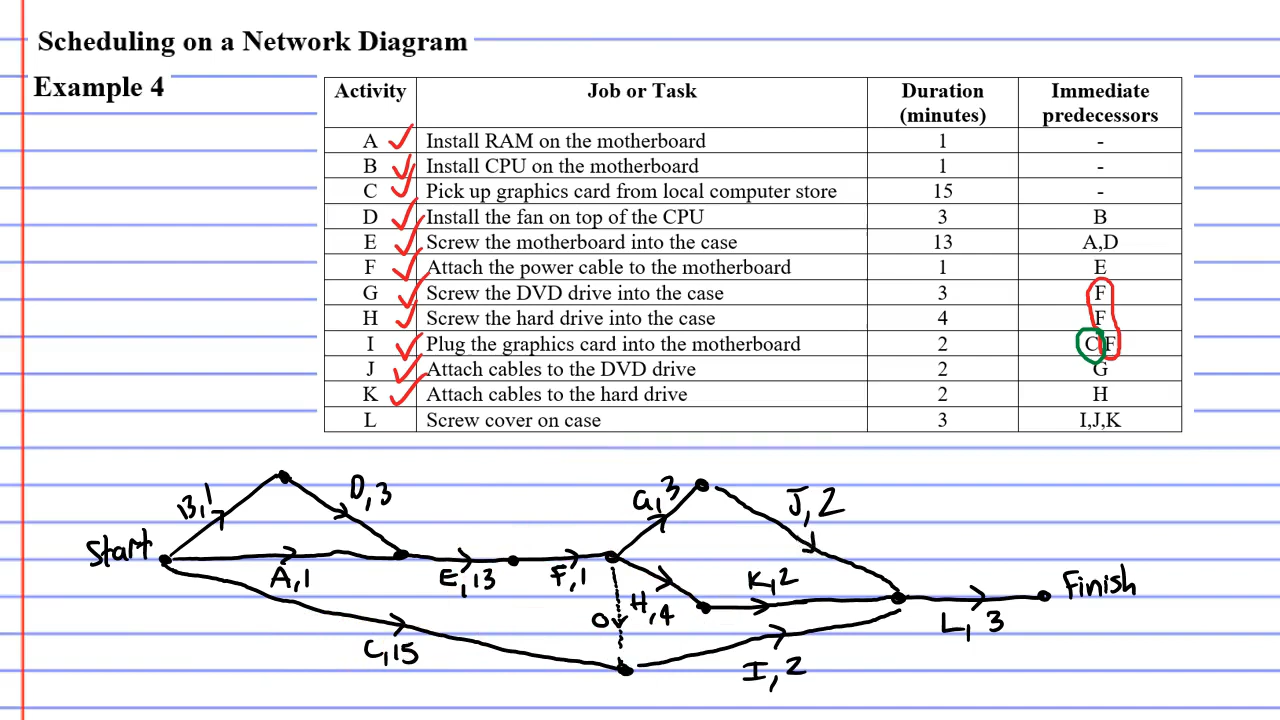 Scheduling on a Network Diagram
Example 4
Activity Job or Task Duration (minutes) Immediate predecessors
A Install RAM on the motherboard 1 -
B Install CPU on the motherboard 1 -
C Pick up graphics card from local computer store 15 -
D Install the fan on top of the CPU 3 B
E Screw the motherboard into the case 13 A,D
F Attach the power cable to the motherboard 1 E
G Screw the DVD drive into the case 3 F
H Screw the hard drive into the case 4 F
I Plug the graphics card into the motherboard 2 C F
J Attach cables to the DVD drive 2 G
K Attach cables to the hard drive 2 H
L Screw cover on case 3 I,J,K
B,1 D,3 G,3 J,2
Start A,1 E,13 F,1 K,2 Finish
O H,4 L, 3
C,15 I,2